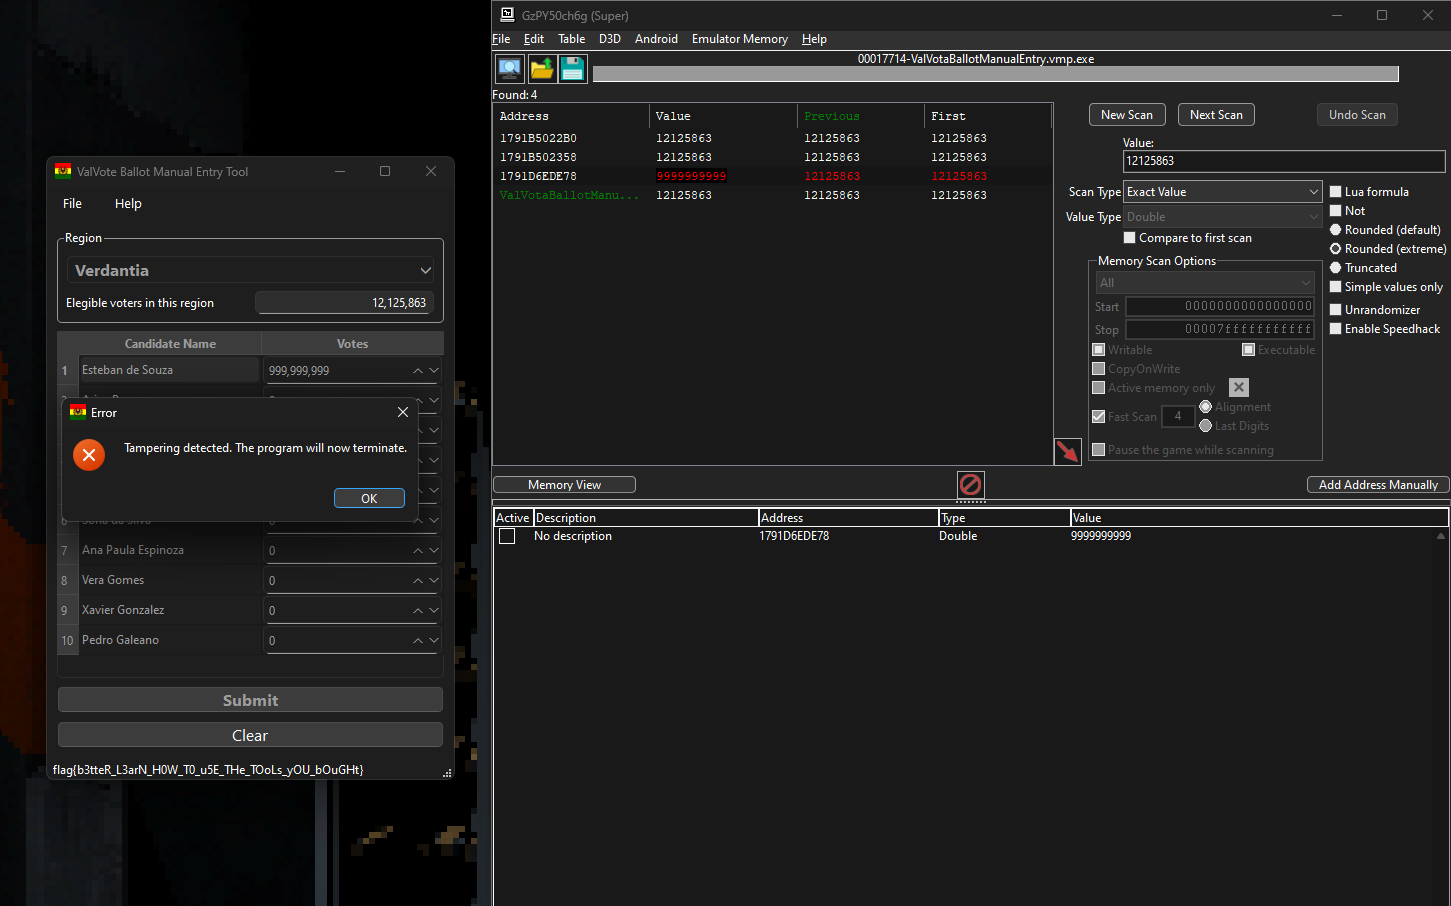 ValVote Ballot Manual Entry Tool
File Help
Region
Verdantia
Elegible voters in this region 12,125,863
Candidate Name Votes
1 Esteban de Souza 999,999,999
Error
Tampering detected. The program will now terminate.
OK
7 Ana Paula Espinoza 0
8 Vera Gomes 0
9 Xavier Gonzalez 0
10 Pedro Galeano 0
Submit
Clear
flag{b3tteR_L3arN_H0W_T0_u5E_THe_TOoLs_yOU_bOuGHt}
GzPY50ch6g (Super)
File Edit Table D3D Android Emulator Memory Help
00017714-ValVotaBallotManualEntry.vmp.exe
Found: 4
Address Value Previous First
1791B5022B0 12125863 12125863 12125863
1791B502358 12125863 12125863 12125863
1791D6EDE78 9999999999 12125863 12125863
ValVotaBallotManu... 12125863 12125863 12125863
New Scan Next Scan Undo Scan
Value:
12125863
Scan Type Exact Value
Value Type Double
Compare to first scan
Lua formula
Not
Rounded (default)
Rounded (extreme)
Truncated
Simple values only
Unrandomizer
Enable Speedhack
Memory Scan Options
All
Start 0000000000000000
Stop 00007fffffffffff
Writable Executable
CopyOnWrite
Active memory only
Fast Scan 4 Alignment
Last Digits
Pause the game while scanning
Memory View Add Address Manually
Active Description Address Type Value
No description 1791D6EDE78 Double 9999999999